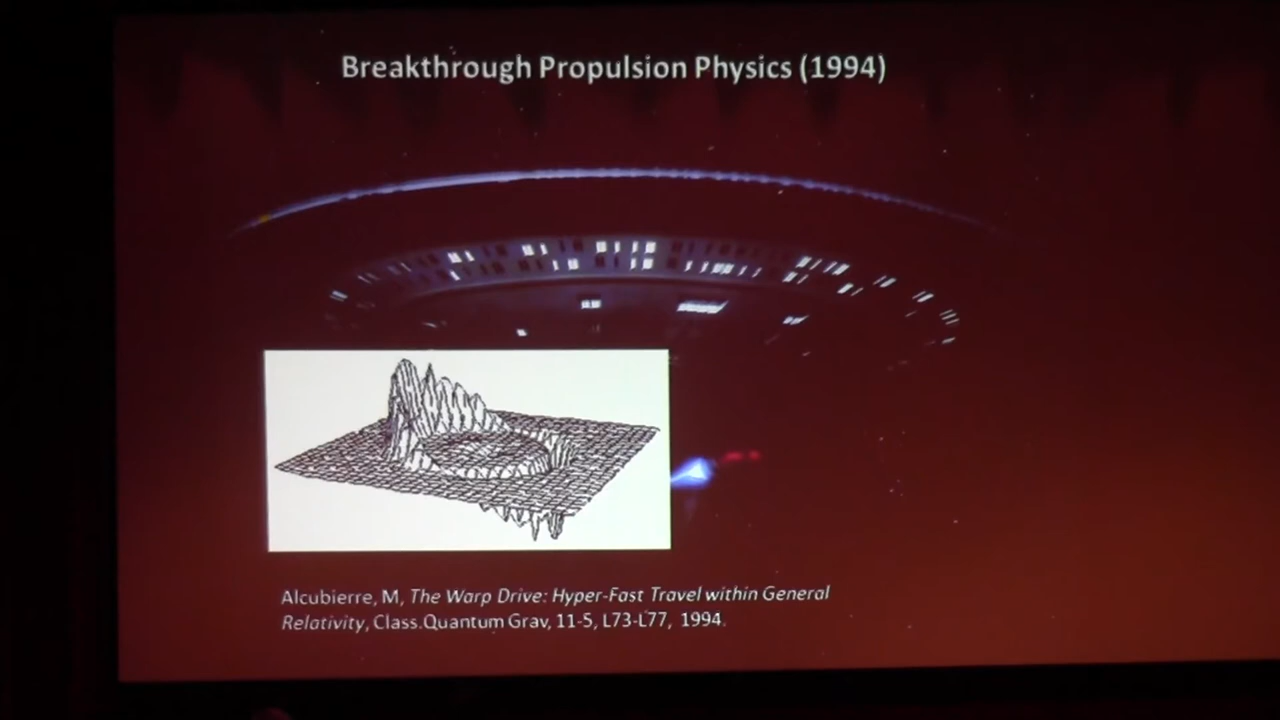 Breakthrough Propulsion Physics (1994)
Alcubierre, M, The Warp Drive: Hyper-Fast Travel within General
Relativity, Class.Quantum Grav, 11-5, L73-L77, 1994.